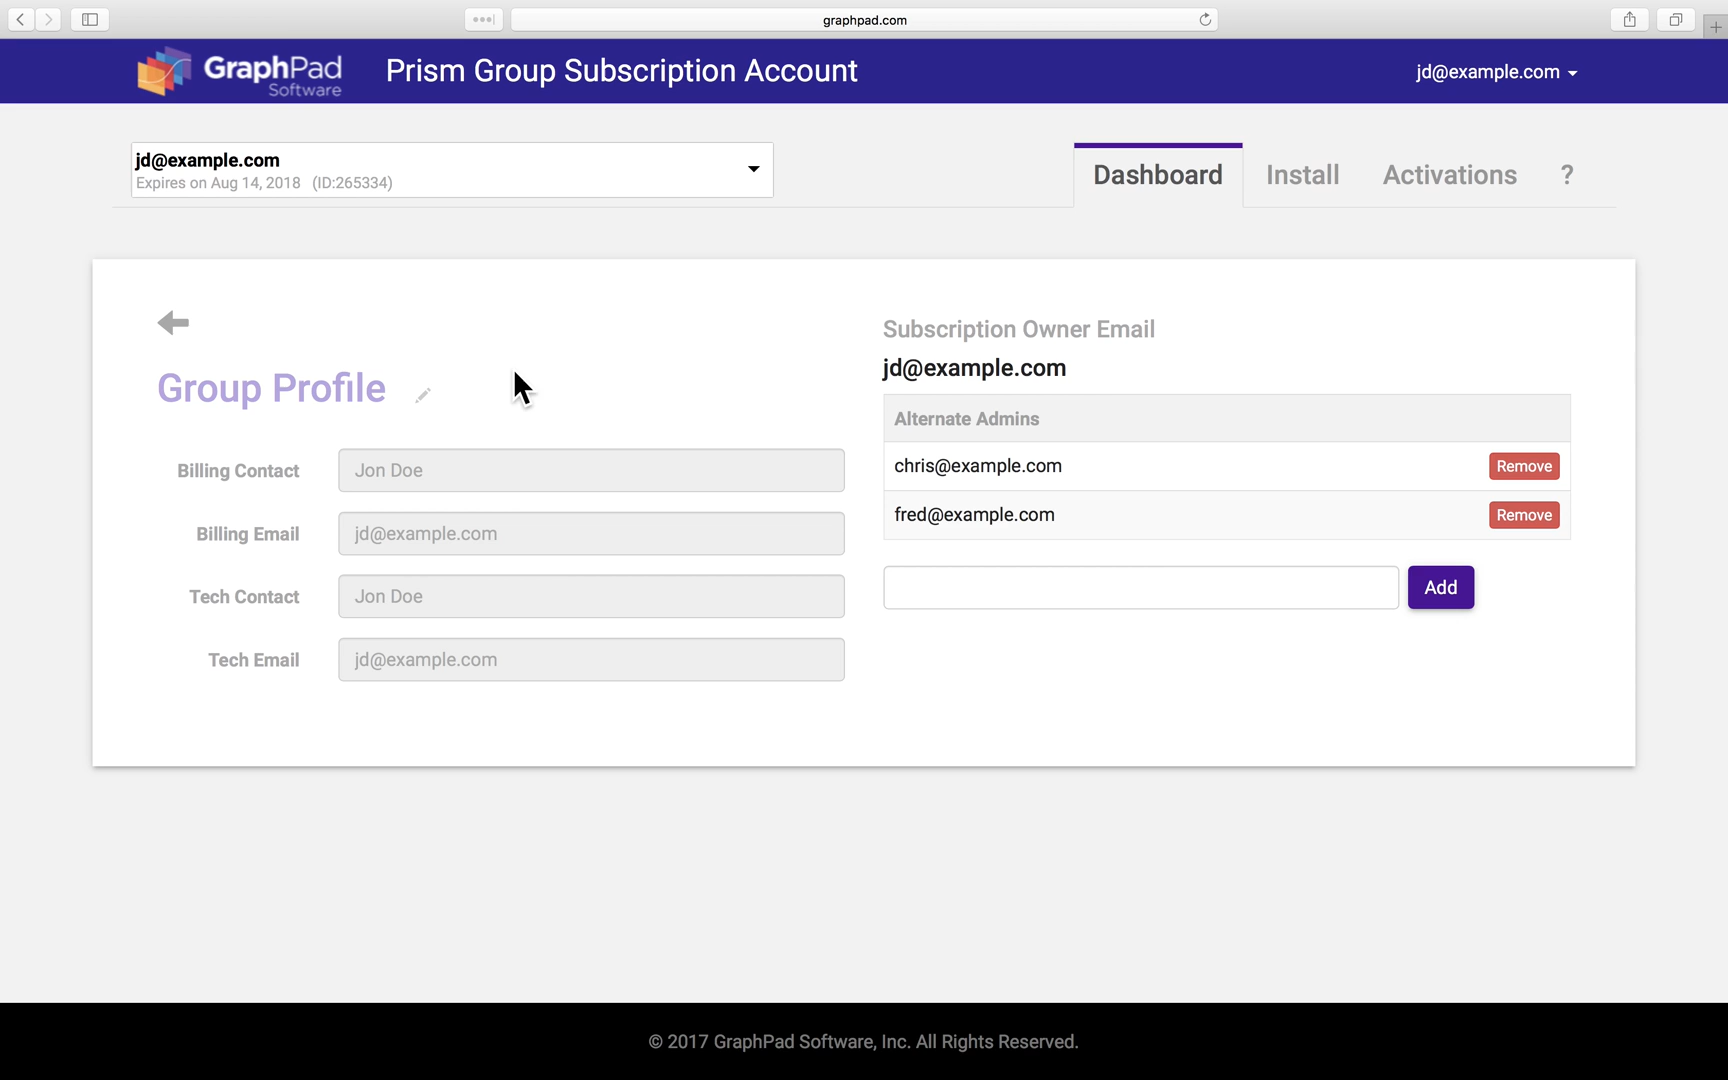 graphpad.com
GraphPad
Software
Prism Group Subscription Account
jd@example.com
jd@example.com
Expires on Aug 14, 2018 (ID:265334)
Dashboard
Install
Activations
?
Group Profile
Billing Contact
Jon Doe
Billing Email
jd@example.com
Tech Contact
Jon Doe
Tech Email
jd@example.com
Subscription Owner Email
jd@example.com
Alternate Admins
chris@example.com
Remove
fred@example.com
Remove
Add
© 2017 GraphPad Software, Inc. All Rights Reserved.